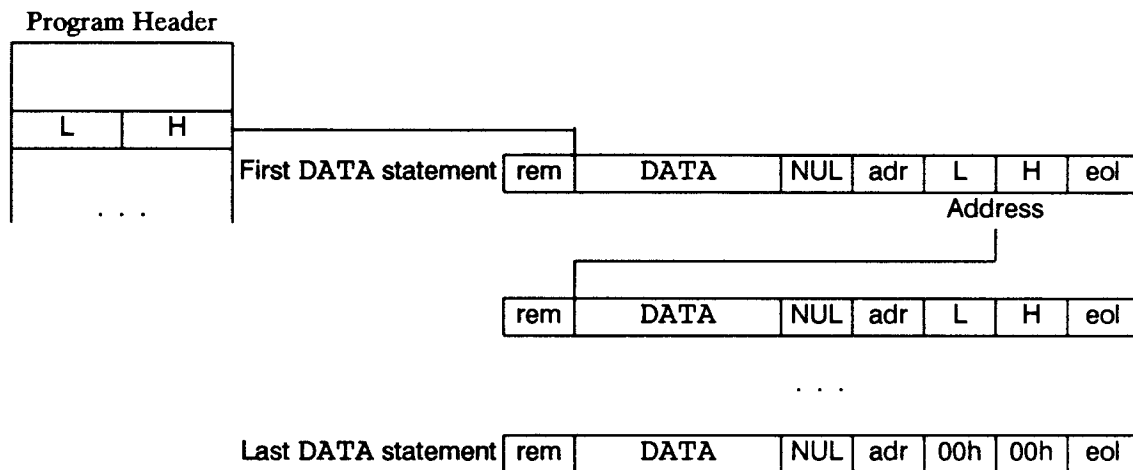 Program Header
L H
First DATA statement rem DATA NUL adr L H eol
. . .
Address
rem DATA NUL adr L H eol
. . .
Last DATA statement rem DATA NUL adr 00h 00h eol